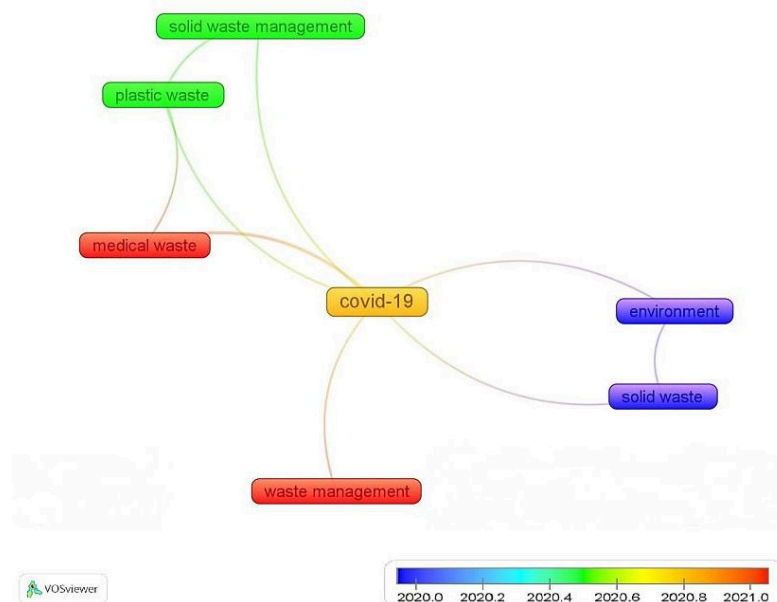 solid waste management
plastic waste
medical waste
covid-19
environment
solid waste
waste management
VOSviewer
2020.0 2020.2 2020.4 2020.6 2020.8 2021.0